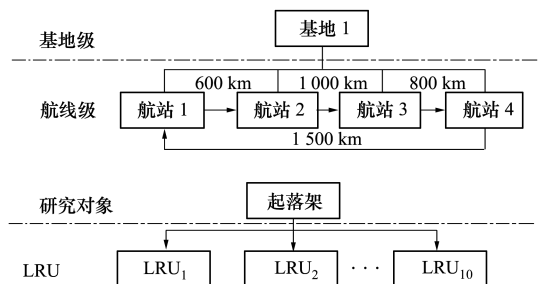 基地级
基地 1
600 km
1 000 km
800 km
航线级
航站 1
航站 2
航站 3
航站 4
1 500 km
研究对象
起落架
LRU
LRU₁
LRU₂
· · ·
LRU₁₀